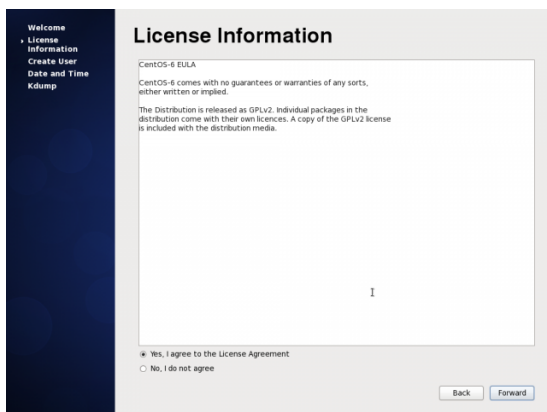 Welcome
License
Information
Create User
Date and Time
Kdump
License Information
CentOS-6 EULA
CentOS-6 comes with no guarantees or warranties of any sorts,
either written or implied.
The Distribution is released as GPLv2. Individual packages in the
distribution come with their own licences. A copy of the GPLv2 license
is included with the distribution media.
Yes, I agree to the License Agreement
No, I do not agree
Back
Forward